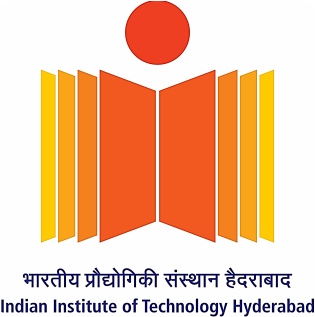 भारतीय प्रौद्योगिकी संस्थान हैदराबाद
Indian Institute of Technology Hyderabad